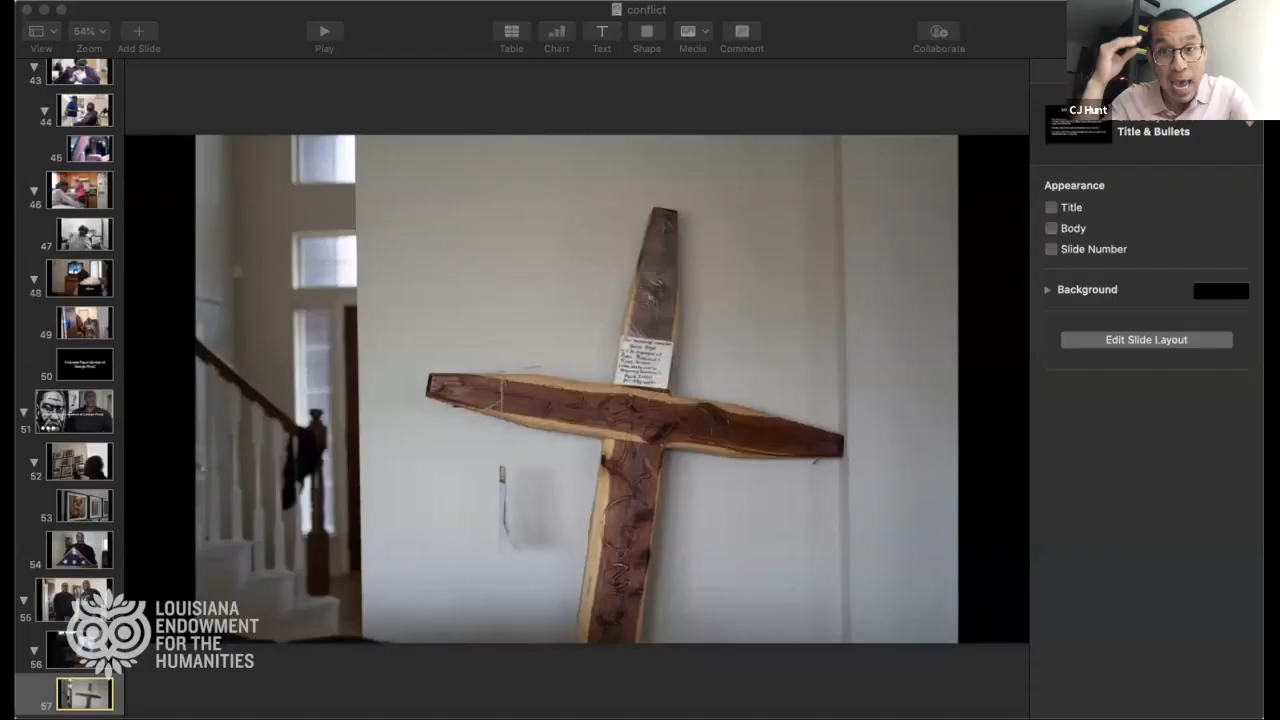 conflict
View
54%
Zoom
Add Slide
Play
Table
Chart
Text
Shape
Media
Comment
Collaborate
CJ Hunt
Title & Bullets
Appearance
Title
Body
Slide Number
Background
Edit Slide Layout
43
44
45
46
47
48
49
50
51
52
53
54
55
56
57
LOUISIANA
ENDOWMENT
FOR THE
HUMANITIES